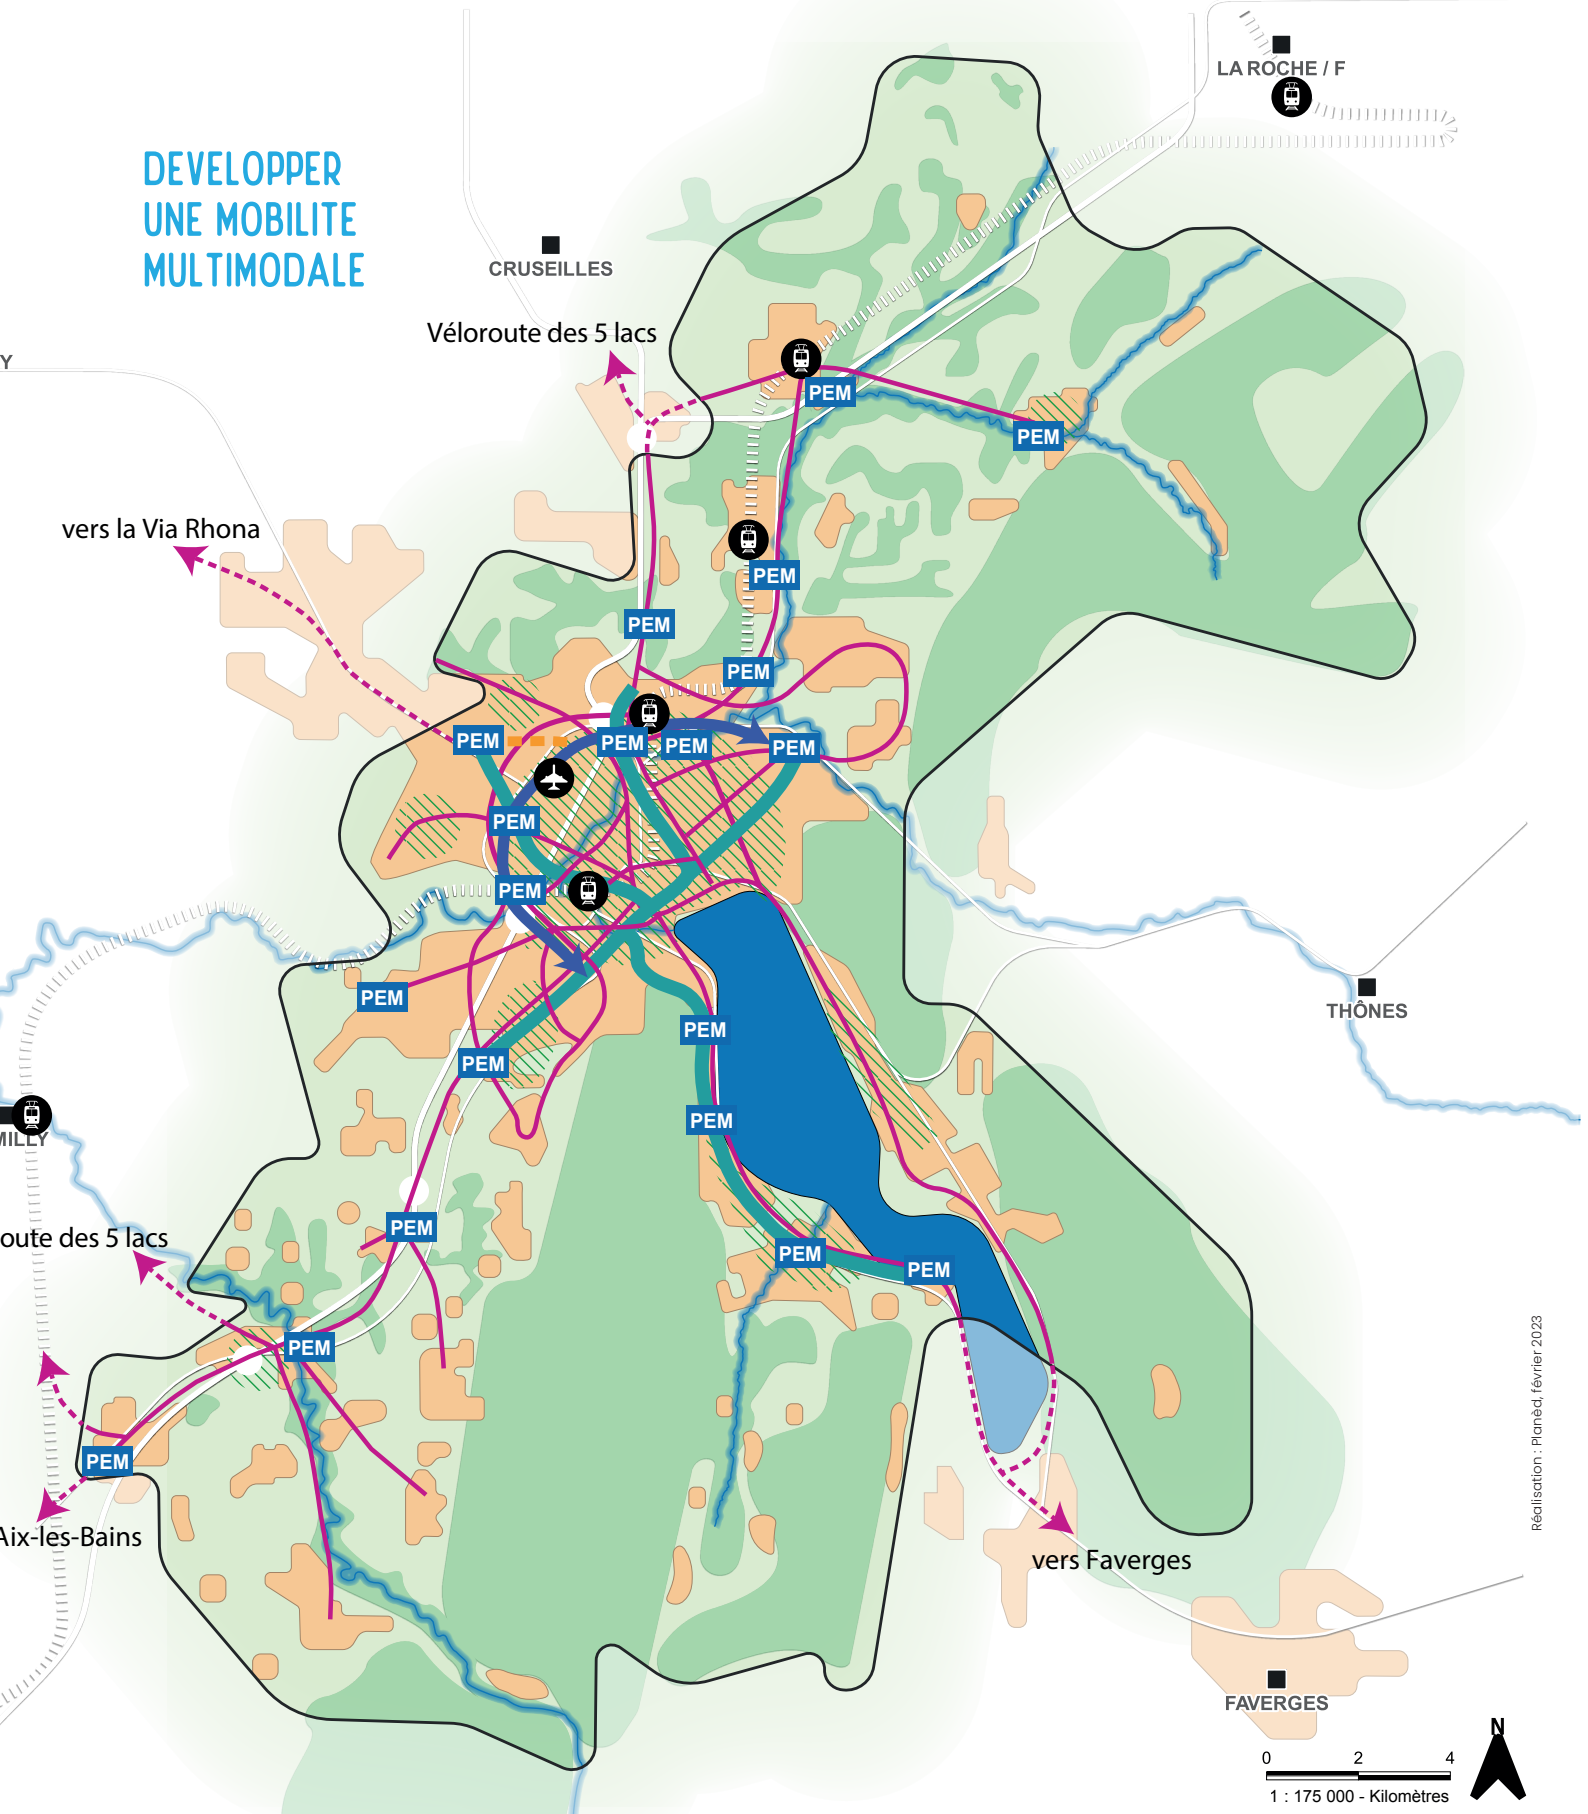 LA ROCHE / F
DEVELOPPER
UNE MOBILITE
MULTIMODALE
CRUSEILLES
Véloroute des 5 lacs
Y
PEM
PEM
vers la Via Rhona
PEM
PEM
PEM
PEM
PEM
PEM
PEM
PEM
PEM
THÔNES
PEM
PEM
PEM
PEM
MILLY
PEM
oute des 5 lacs
PEM
PEM
PEM
PEM
Réalisation : Planèd, février 2023
Aix-les-Bains
vers Faverges
FAVERGES
N
0 2 4
1 : 175 000 - Kilomètres